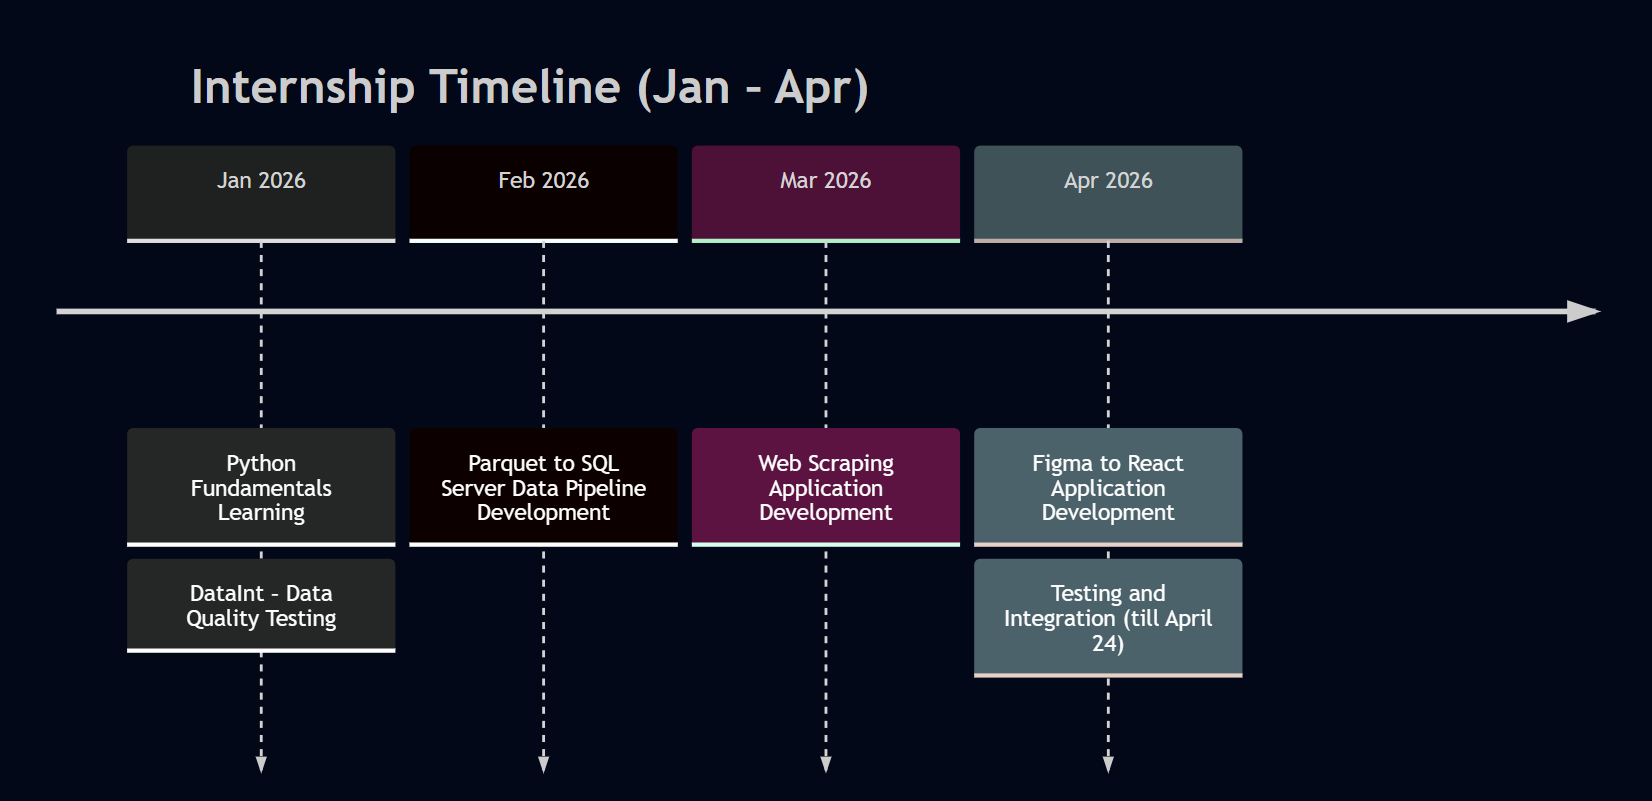 Internship Timeline (Jan – Apr)
Jan 2026
Feb 2026
Mar 2026
Apr 2026
Python
Fundamentals
Learning
Parquet to SQL
Server Data Pipeline
Development
Web Scraping
Application
Development
Figma to React
Application
Development
DataInt – Data
Quality Testing
Testing and
Integration (till April
24)